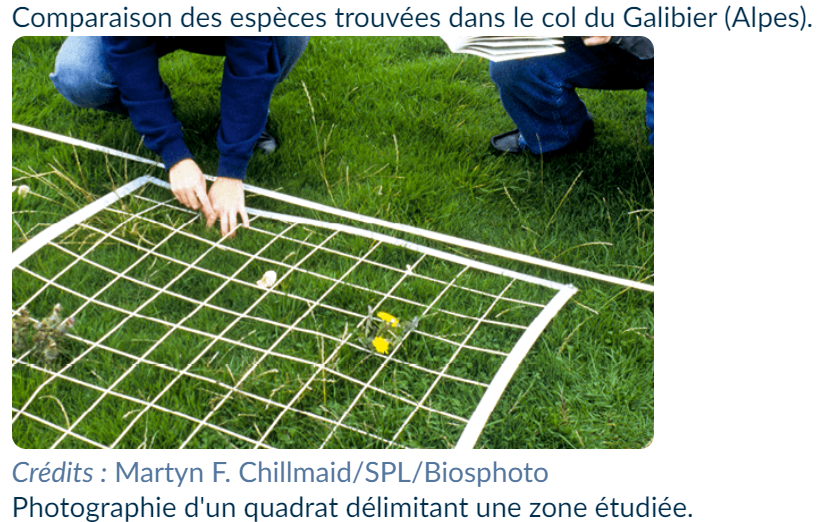 Comparaison des espèces trouvées dans le col du Galibier (Alpes).
Crédits : Martyn F. Chillmaid/SPL/Biosphoto
Photographie d'un quadrat délimitant une zone étudiée.